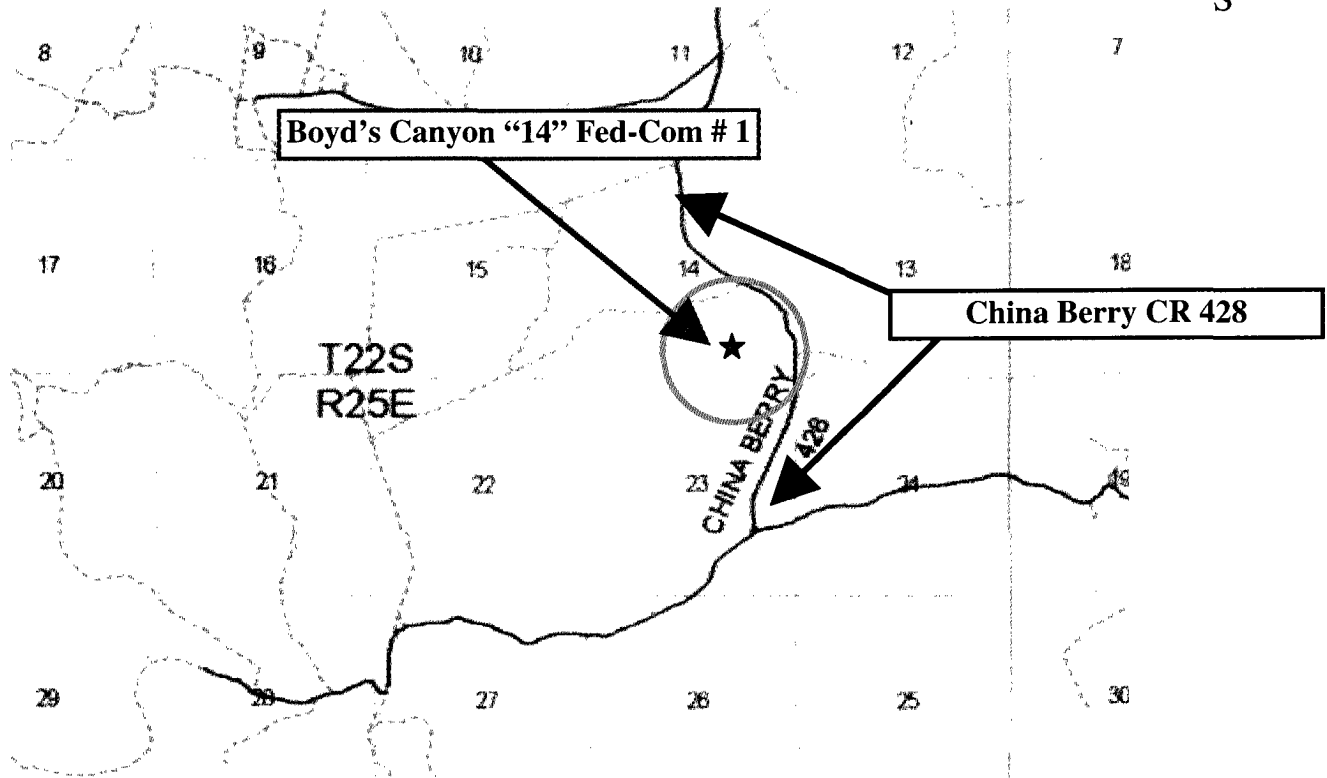 S
8 9 10 11 12 7
Boyd’s Canyon “14” Fed-Com # 1
17 16 15 14 13 18
China Berry CR 428
T22S
R25E
CHINA BERRY
428
20 21 22 23 24 19
29 28 27 26 25 30